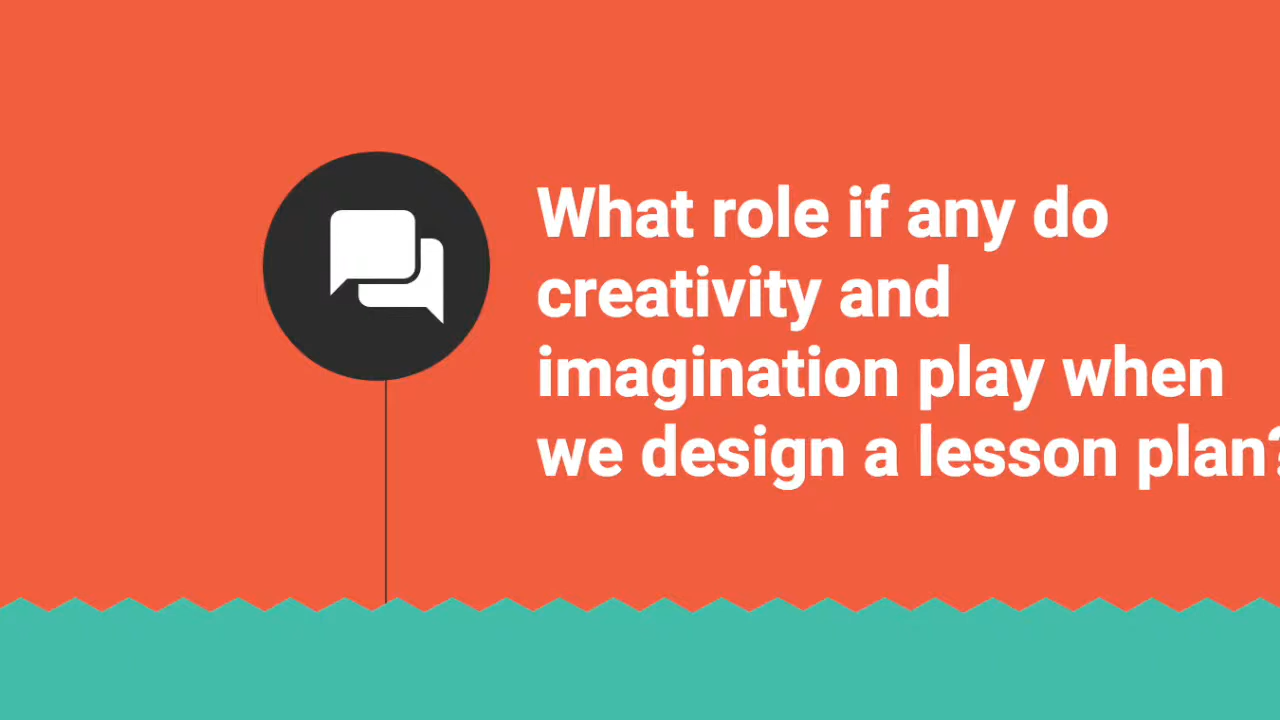 What role if any do
creativity and
imagination play when
we design a lesson plan?